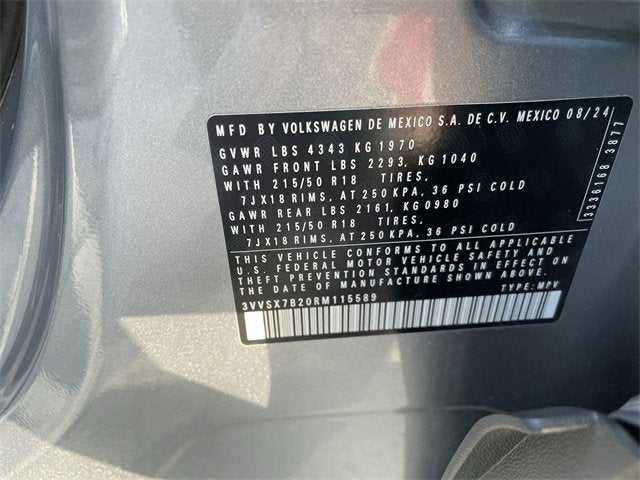 MFD BY VOLKSWAGEN DE MEXICO S.A. DE C.V. MEXICO 08/24
GVWR LBS 4343 KG 1970
GAWR FRONT LBS 2293, KG 1040
WITH 215/50 R18 TIRES,
7JX18 RIMS, AT 250 KPA, 36 PSI COLD
GAWR REAR LBS 2161, KG 0980
WITH 215/50 R18 TIRES,
7JX18 RIMS, AT 250 KPA, 36 PSI COLD
THIS VEHICLE CONFORMS TO ALL APPLICABLE
U.S. FEDERAL MOTOR VEHICLE SAFETY AND
THEFT PREVENTION STANDARDS IN EFFECT ON
THE DATE OF MANUFACTURE SHOWN ABOVE
3VVSX7B20RM115589 TYPE: MPV
3336168 3877